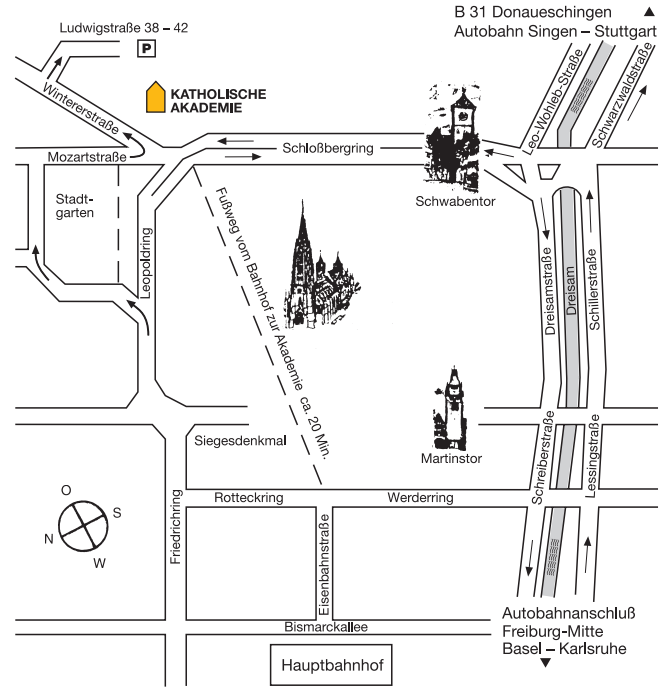 B 31 Donaueschingen
Autobahn Singen – Stuttgart
Ludwigstraße 38 – 42
P
KATHOLISCHE
AKADEMIE
Wintererstraße
Leo-Wohleb-Straße
Schwarzwaldstraße
Mozartstraße
Schloßbergring
Schwabentor
Stadt-
garten
Leopoldring
Fußweg vom Bahnhof zur Akademie ca. 20 Min.
Dreisamstraße
Dreisam
Schillerstraße
Siegesdenkmal
Martinstor
Schreiberstraße
Lessingstraße
Rotteckring
Werderring
O
S
N
W
Friedrichring
Eisenbahnstraße
Bismarckallee
Hauptbahnhof
Autobahnanschluß
Freiburg-Mitte
Basel – Karlsruhe